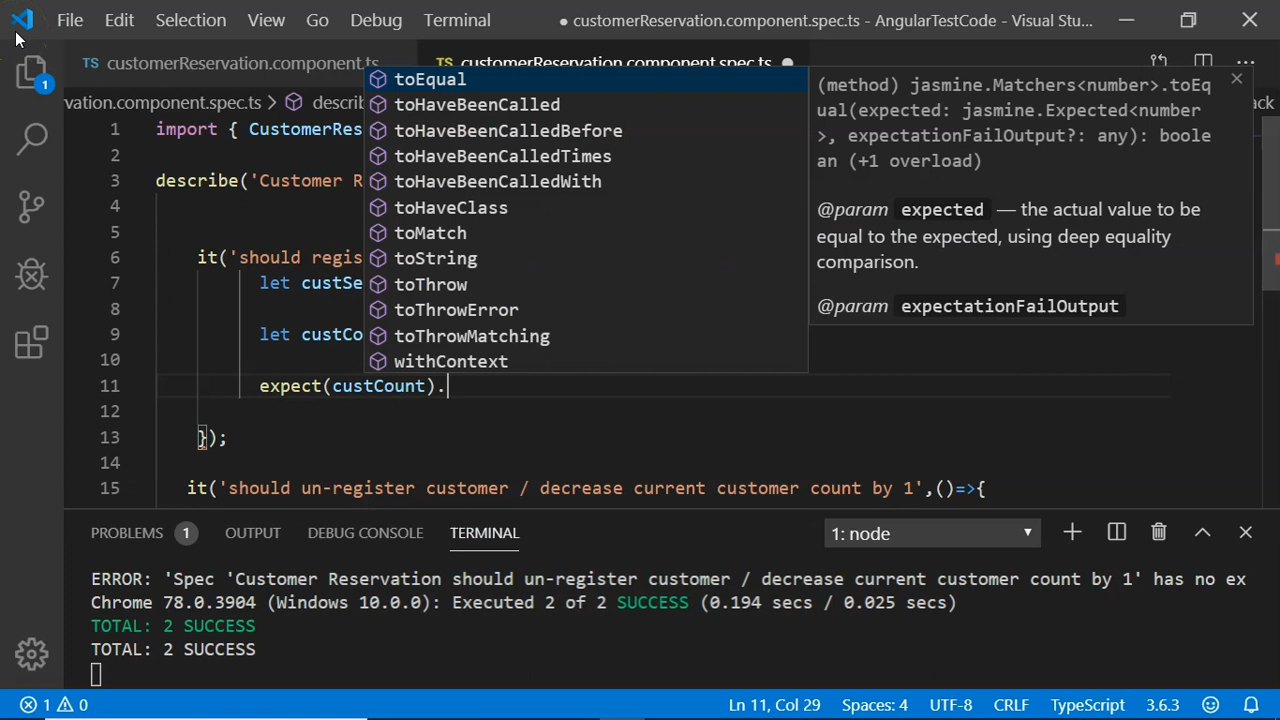 File Edit Selection View Go Debug Terminal ● customerReservation.component.spec.ts - AngularTestCode - Visual Stu...
1
TS customerReservation.component.ts
TS customerReservation.component.spec.ts ●
vation.component.spec.ts > describ
ack
1 import { CustomerRes
2
3 describe('Customer R
4
5
6 it('should regis
7 let custSe
8
9 let custCo
10
11 expect(custCount).
12
13 });
14
15 it('should un-register customer / decrease current customer count by 1',()=>{
toEqual
toHaveBeenCalled
toHaveBeenCalledBefore
toHaveBeenCalledTimes
toHaveBeenCalledWith
toHaveClass
toMatch
toString
toThrow
toThrowError
toThrowMatching
withContext
(method) jasmine.Matchers<number>.toEq
ual(expected: jasmine.Expected<number
>, expectationFailOutput?: any): boole
an (+1 overload)
@param expected — the actual value to be
equal to the expected, using deep equality
comparison.
@param expectationFailOutput
PROBLEMS 1 OUTPUT DEBUG CONSOLE TERMINAL 1: node
ERROR: 'Spec 'Customer Reservation should un-register customer / decrease current customer count by 1' has no ex
Chrome 78.0.3904 (Windows 10.0.0): Executed 2 of 2 SUCCESS (0.194 secs / 0.025 secs)
TOTAL: 2 SUCCESS
TOTAL: 2 SUCCESS
1 0 Ln 11, Col 29 Spaces: 4 UTF-8 CRLF TypeScript 3.6.3